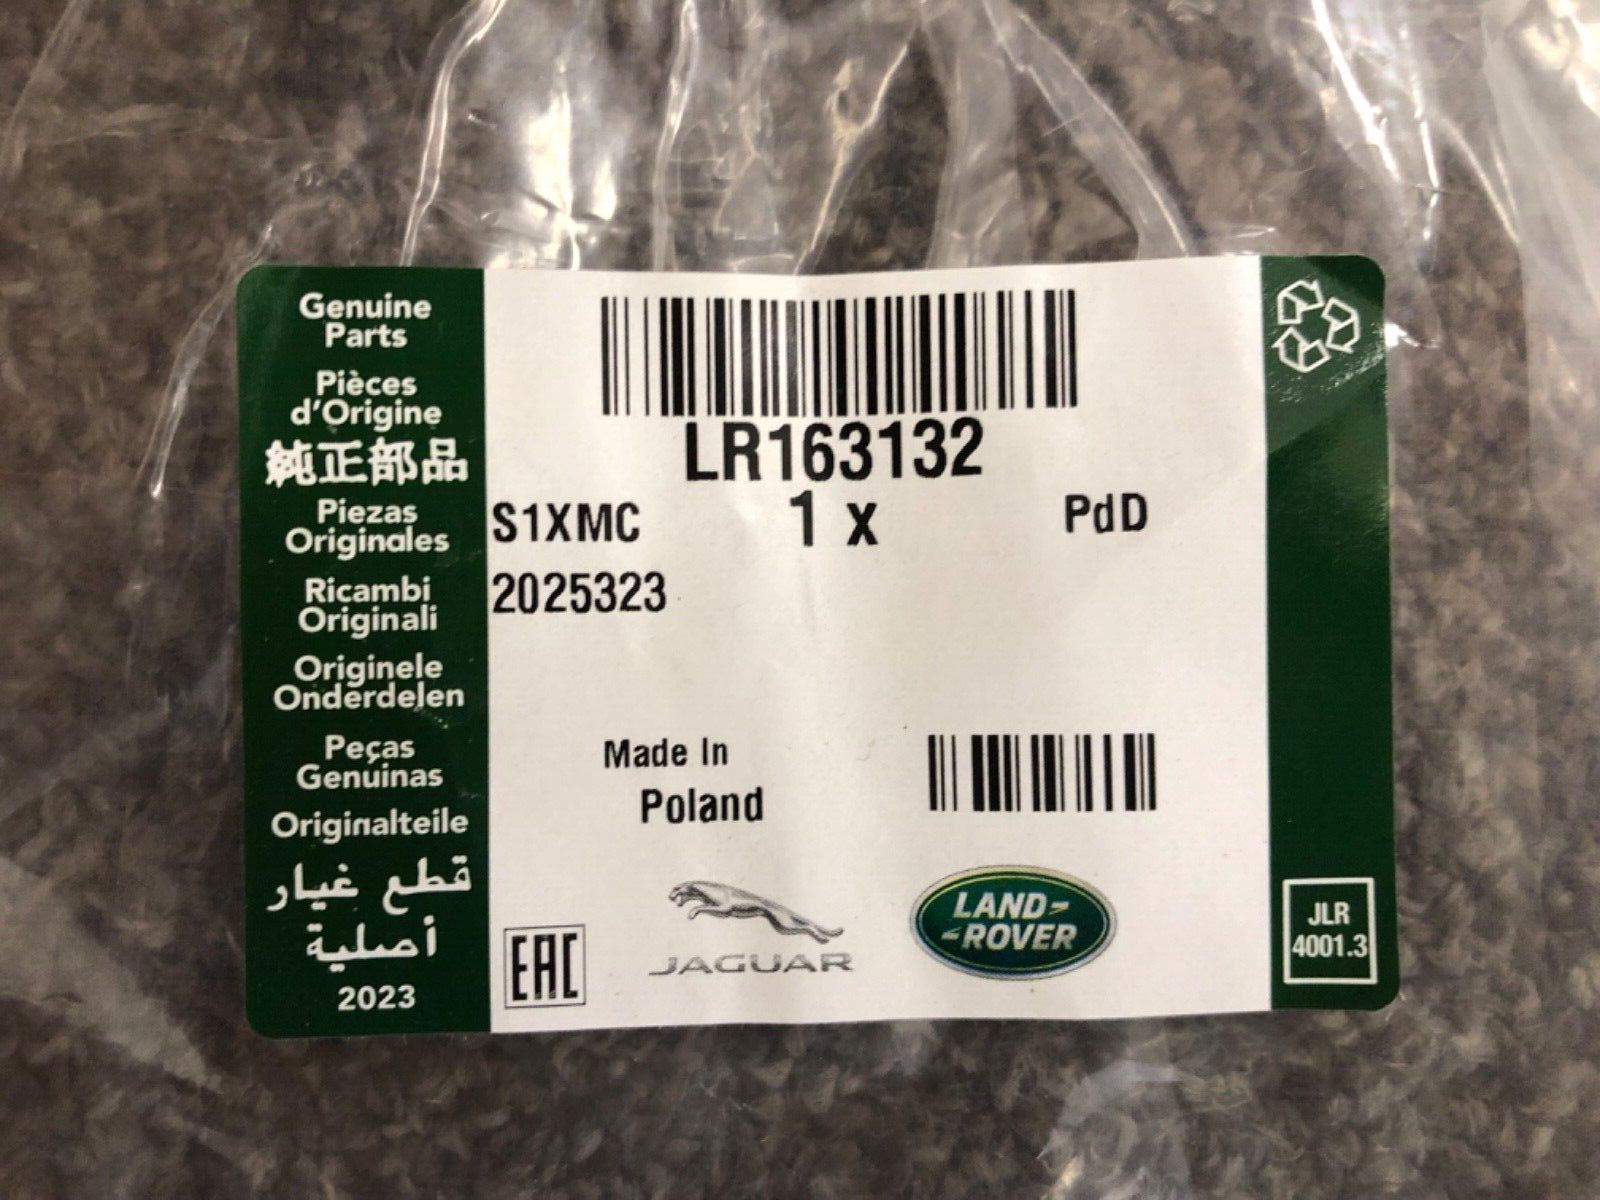 Genuine
Parts
Pièces
d'Origine
純正部品
Piezas
Originales
Ricambi
Originali
Originele
Onderdelen
Peças
Genuinas
Originalteile
قطع غيار
أصلية
2023
LR163132
S1XMC 1 x PdD
2025323
Made In
Poland
EAC
JAGUAR
LAND-
-ROVER
JLR
4001.3